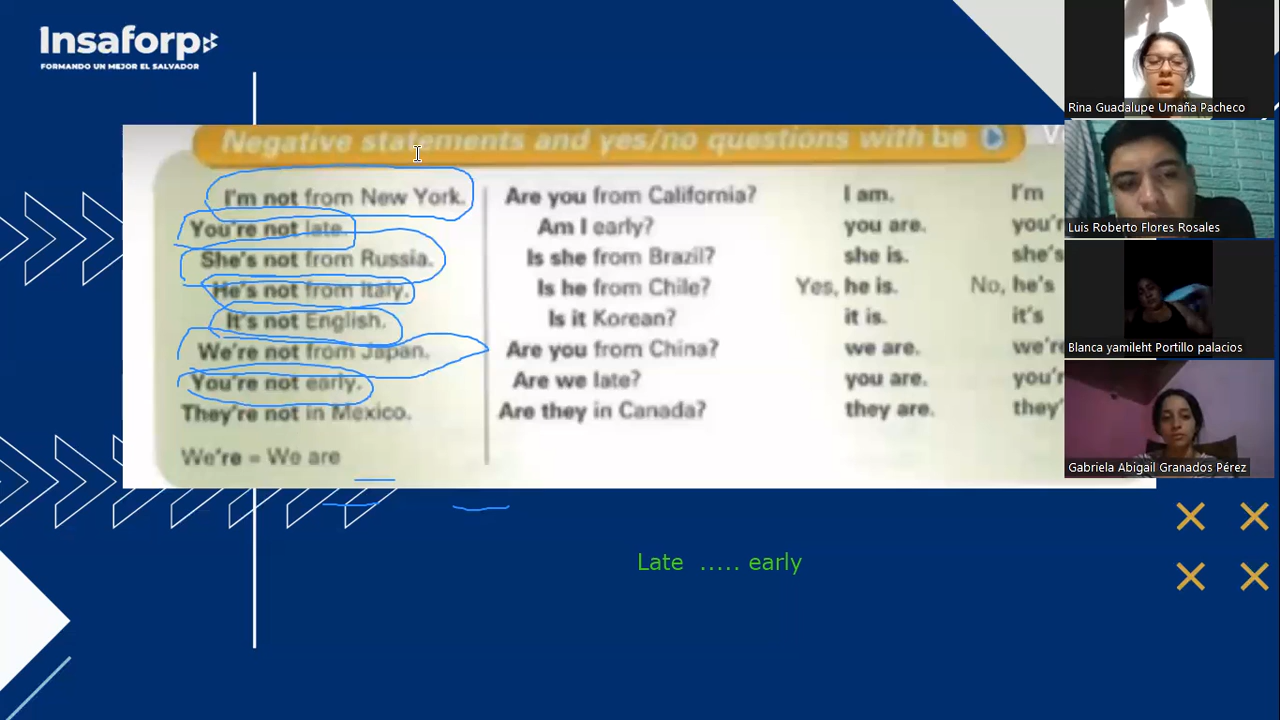 Insaforp
FORMANDO UN MEJOR EL SALVADOR
Negative statements and yes/no questions with be
I'm not from New York. Are you from California? I am. I'm
You're not late. Am I early? you are. you'r
She's not from Russia. Is she from Brazil? she is. she's
He's not from Italy. Is he from Chile? Yes, he is. No, he's
It's not English. Is it Korean? it is. it's
We're not from Japan. Are you from China? we are. we're
You're not early. Are we late? you are. you'r
They're not in Mexico. Are they in Canada? they are. they'
We're = We are
Late ..... early
Rina Guadalupe Umaña Pacheco
Luis Roberto Flores Rosales
Blanca yamileht Portillo palacios
Gabriela Abigail Granados Pérez